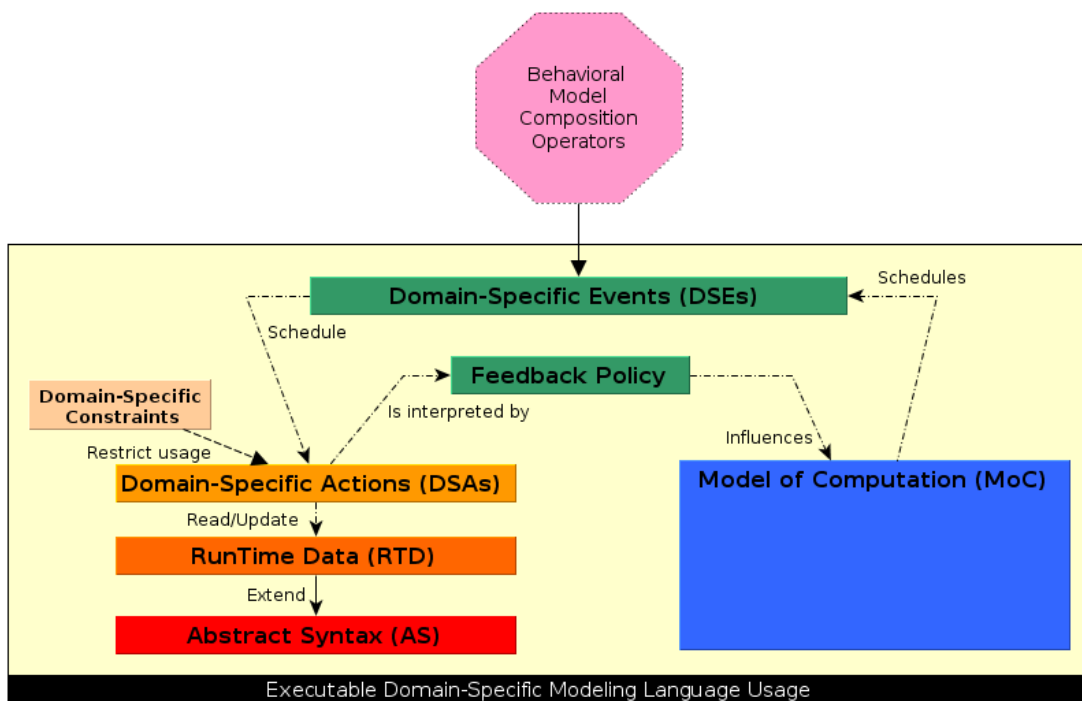 Behavioral
Model
Composition
Operators
Schedules
Domain-Specific Events (DSEs)
Schedule
Feedback Policy
Domain-Specific
Constraints
Is interpreted by
Influences
Restrict usage
Domain-Specific Actions (DSAs)
Model of Computation (MoC)
Read/Update
RunTime Data (RTD)
Extend
Abstract Syntax (AS)
Executable Domain-Specific Modeling Language Usage